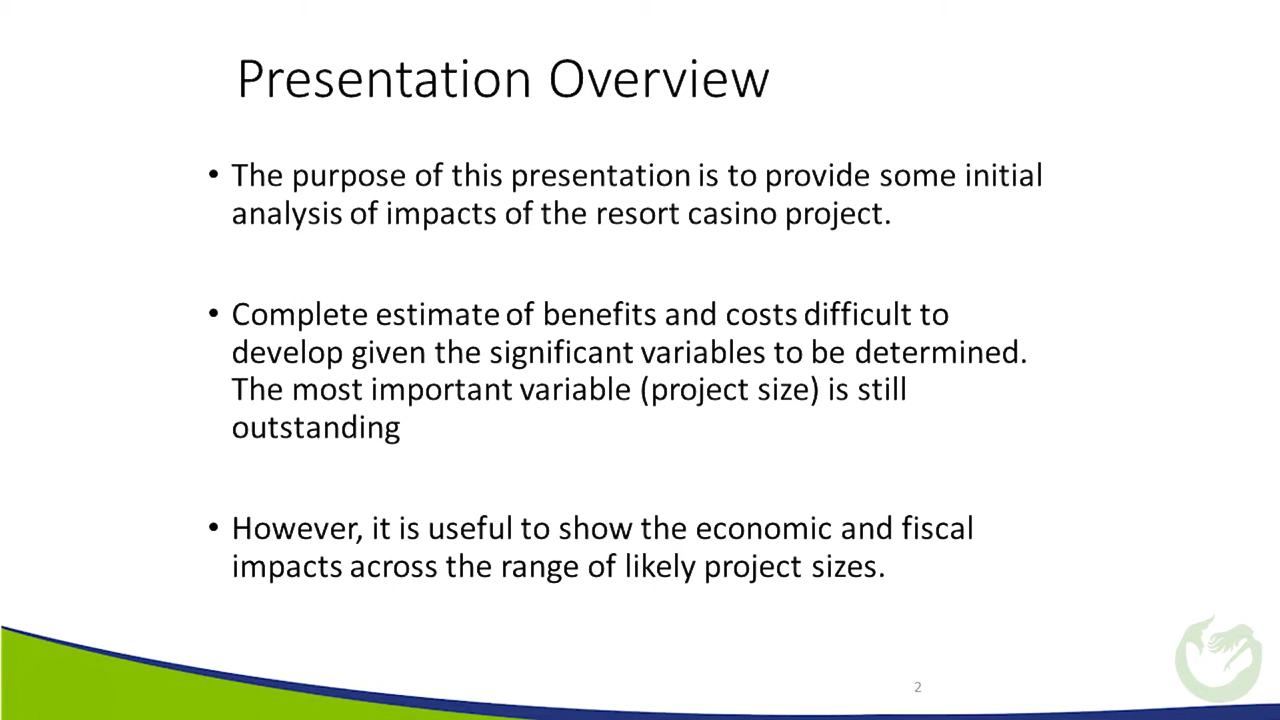 Presentation Overview
• The purpose of this presentation is to provide some initial
analysis of impacts of the resort casino project.
• Complete estimate of benefits and costs difficult to
develop given the significant variables to be determined.
The most important variable (project size) is still
outstanding
• However, it is useful to show the economic and fiscal
impacts across the range of likely project sizes.
2